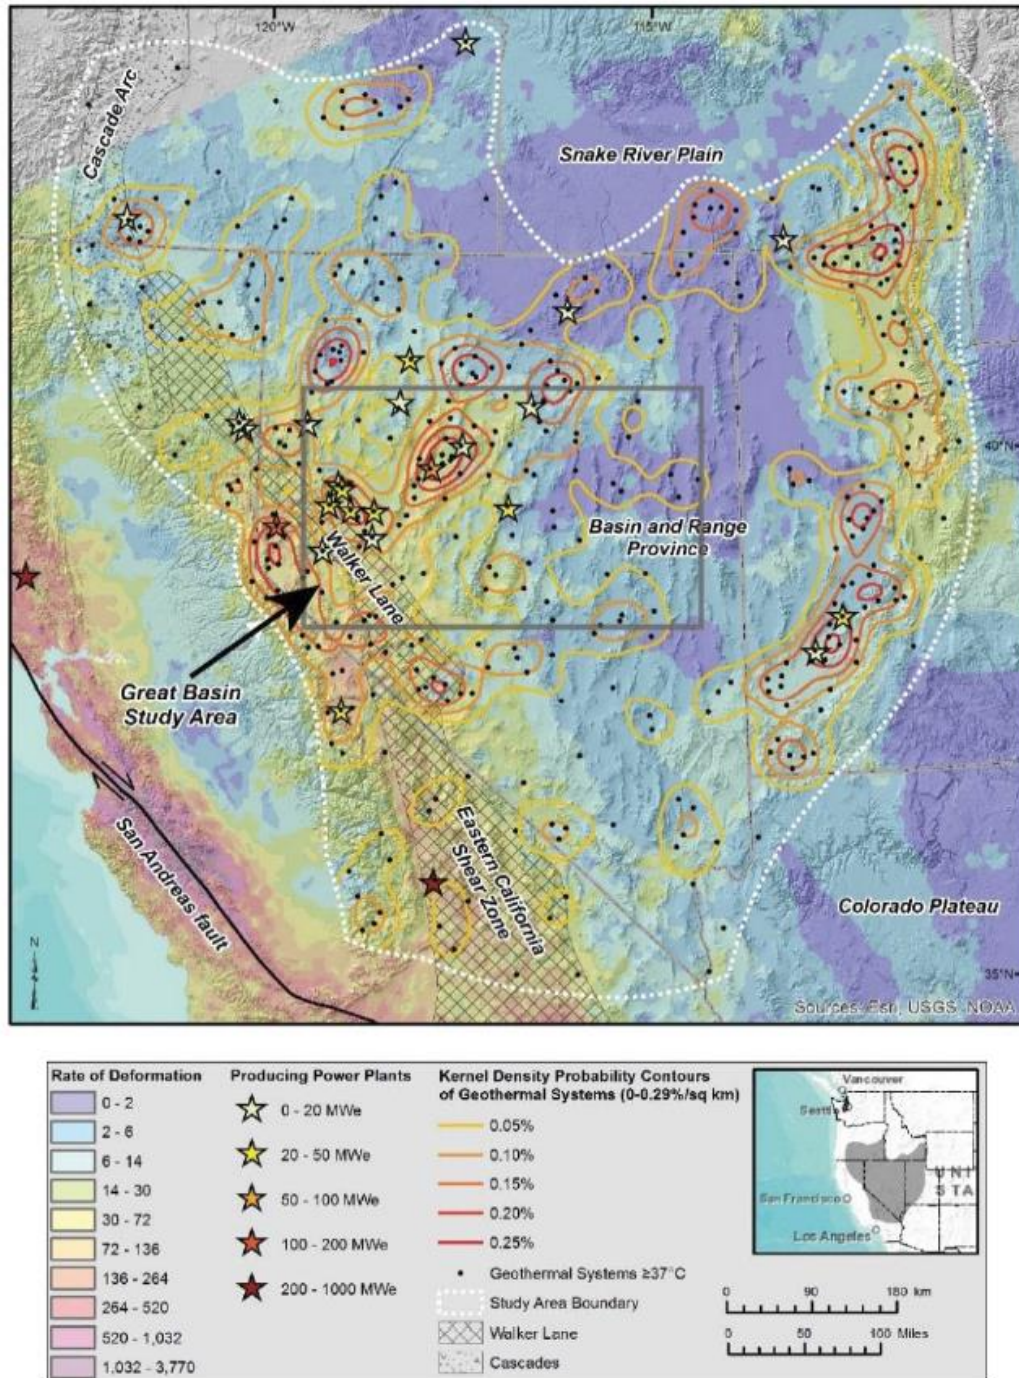 120°W
115°W
Cascade Arc
Snake River Plain
40°N
Basin and Range
Province
Walker Lane
Great Basin
Study Area
San Andreas fault
Eastern California
Shear Zone
Colorado Plateau
N
35°N
Sources: Esri, USGS, NOAA
Rate of Deformation
0 - 2
2 - 6
6 - 14
14 - 30
30 - 72
72 - 136
136 - 264
264 - 520
520 - 1,032
1,032 - 3,770
Producing Power Plants
0 - 20 MWe
20 - 50 MWe
50 - 100 MWe
100 - 200 MWe
200 - 1000 MWe
Kernel Density Probability Contours
of Geothermal Systems (0-0.29%/sq km)
0.05%
0.10%
0.15%
0.20%
0.25%
Geothermal Systems ≥37°C
Study Area Boundary
Walker Lane
Cascades
Vancouver
Seattle
UNI
STA
San Francisco
Los Angeles
0 90 180 km
0 50 100 Miles